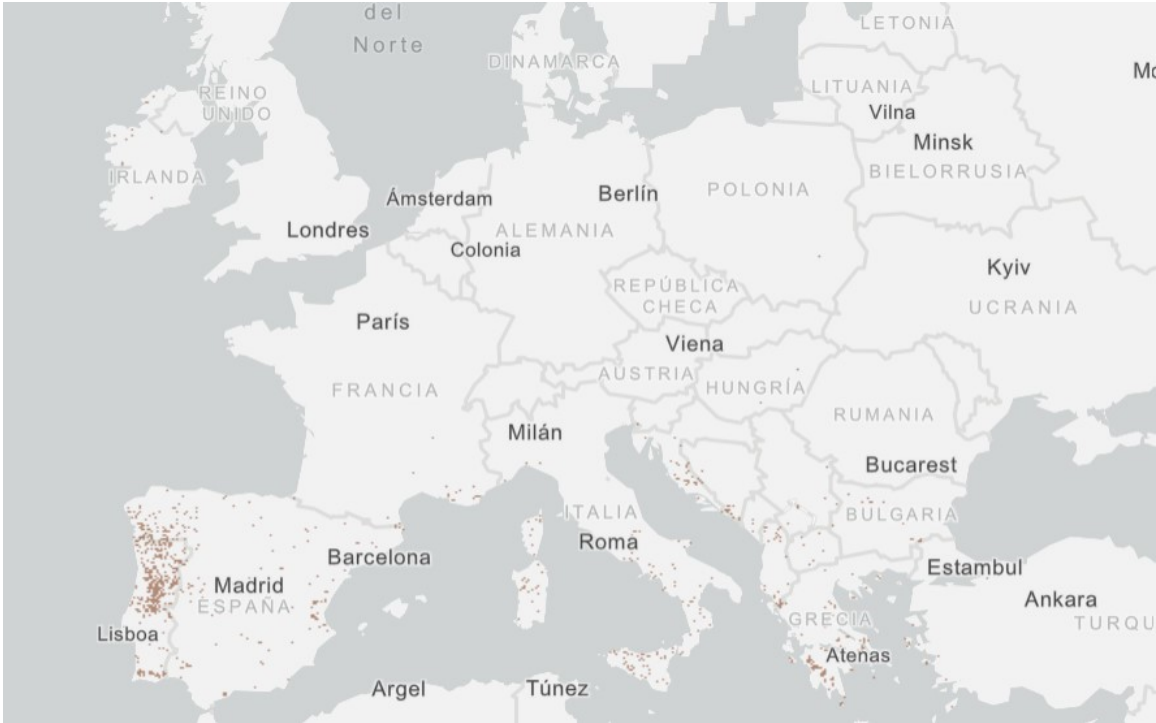 del
Norte
LETONIA
DINAMARCA
Mo
REINO
UNIDO
LITUANIA
Vilna
Minsk
BIELORRUSIA
IRLANDA
Ámsterdam
Berlín
POLONIA
Londres
ALEMANIA
Colonia
Kyiv
REPÚBLICA
CHECA
UCRANIA
París
Viena
AUSTRIA
FRANCIA
HUNGRÍA
RUMANIA
Milán
Bucarest
ITALIA
BULGARIA
Roma
Barcelona
Estambul
Madrid
ESPAÑA
Ankara
GRECIA
TURQU
Lisboa
Atenas
Argel
Túnez